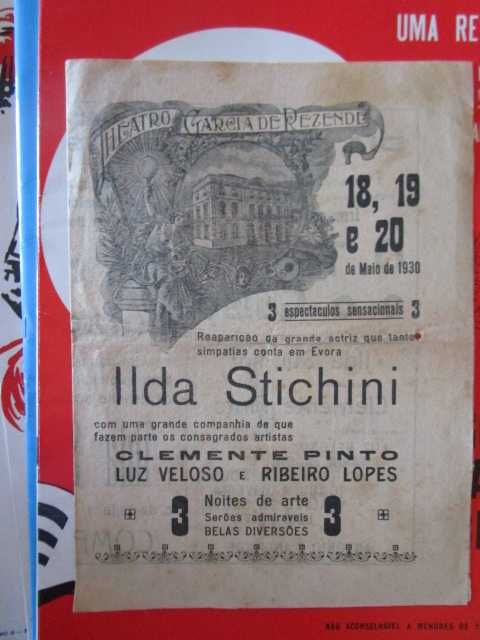 UMA RE
THEATRO GARCIA DE REZENDE
18, 19
e 20
de Maio de 1930
3 espectaculos sensacionais 3
Reaparição da grande actriz que tantas
simpatias conta em Evora
Ilda Stichini
com uma grande companhia de que
fazem parte os consagrados artistas
CLEMENTE PINTO
LUZ VELOSO E RIBEIRO LOPES
3 Noites de arte 3
Serões admiraveis
BELAS DIVERSÕES
NÃO ACONSELHÁVEL A MENORES DE